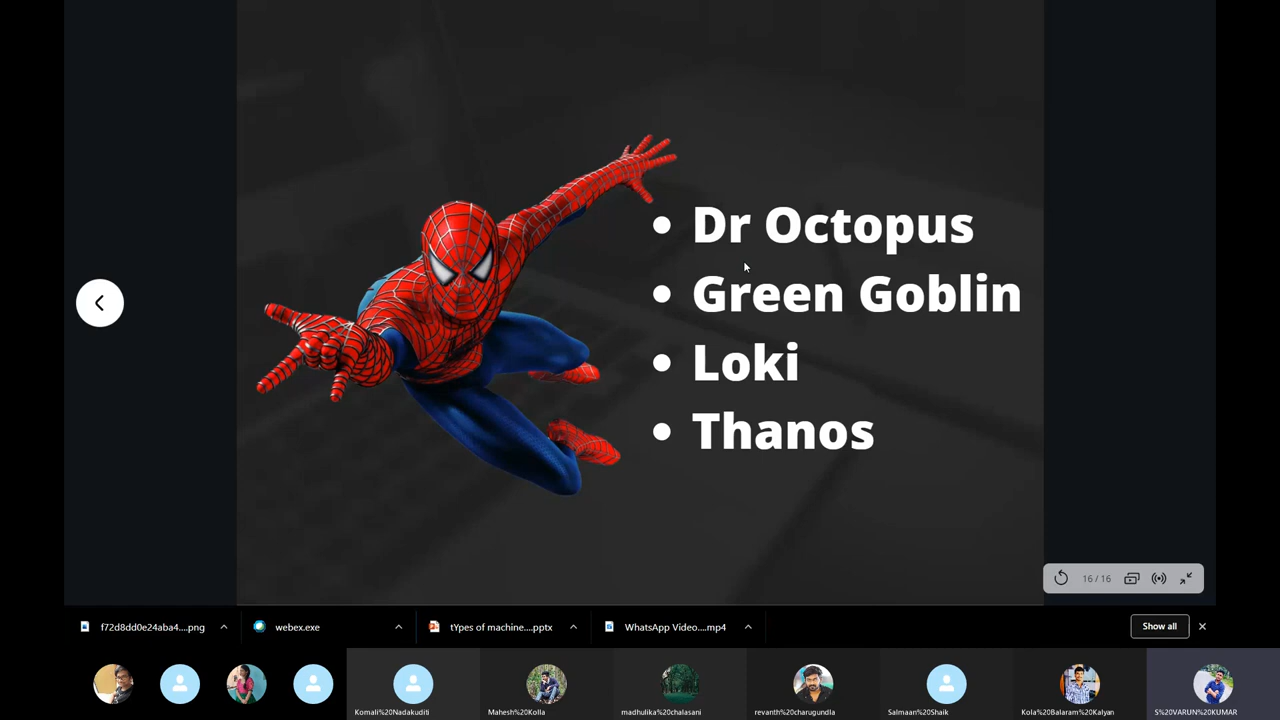 Dr Octopus
Green Goblin
Loki
Thanos
16 / 16
f72d8dd0e24aba4....png
webex.exe
tYpes of machine....pptx
WhatsApp Video....mp4
Show all
Komali%20Nadakuditi
Mahesh%20Kolla
madhulika%20chalasani
revanth%20charugundla
Salmaan%20Shaik
Kola%20Balaram%20Kalyan
S%20VARUN%20KUMAR